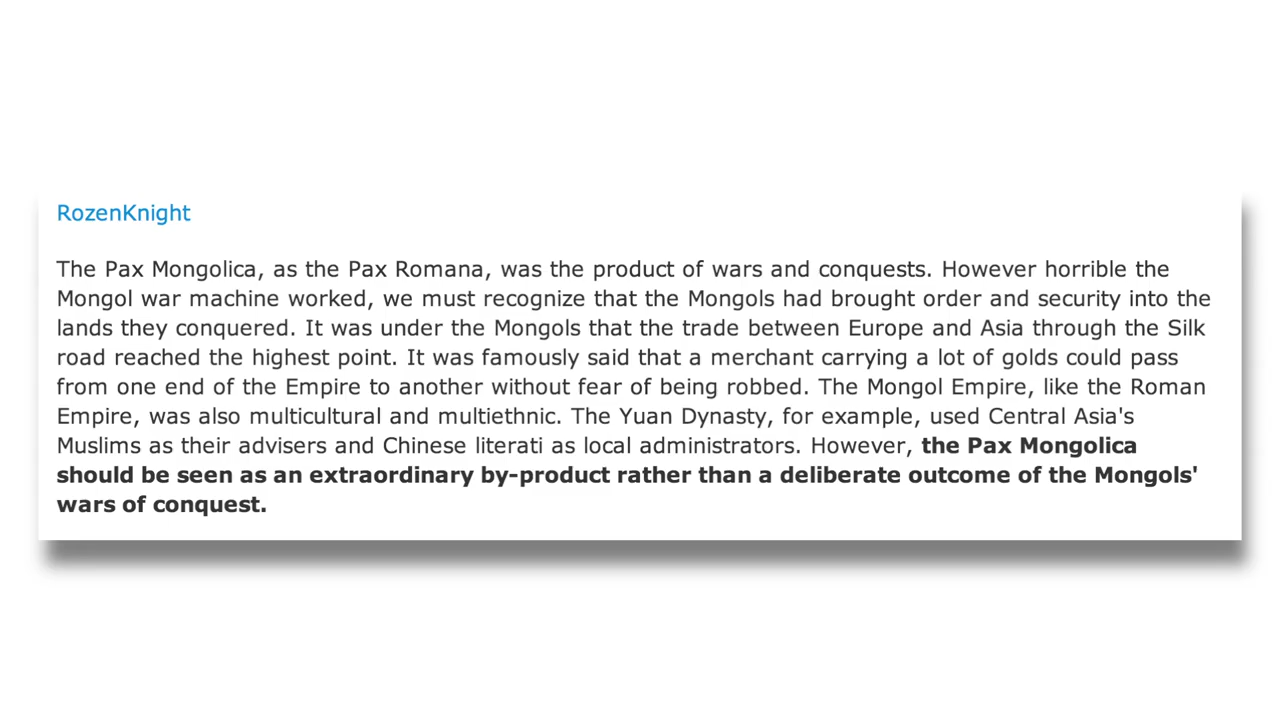 RozenKnight
The Pax Mongolica, as the Pax Romana, was the product of wars and conquests. However horrible the
Mongol war machine worked, we must recognize that the Mongols had brought order and security into the
lands they conquered. It was under the Mongols that the trade between Europe and Asia through the Silk
road reached the highest point. It was famously said that a merchant carrying a lot of golds could pass
from one end of the Empire to another without fear of being robbed. The Mongol Empire, like the Roman
Empire, was also multicultural and multiethnic. The Yuan Dynasty, for example, used Central Asia's
Muslims as their advisers and Chinese literati as local administrators. However, the Pax Mongolica
should be seen as an extraordinary by-product rather than a deliberate outcome of the Mongols'
wars of conquest.